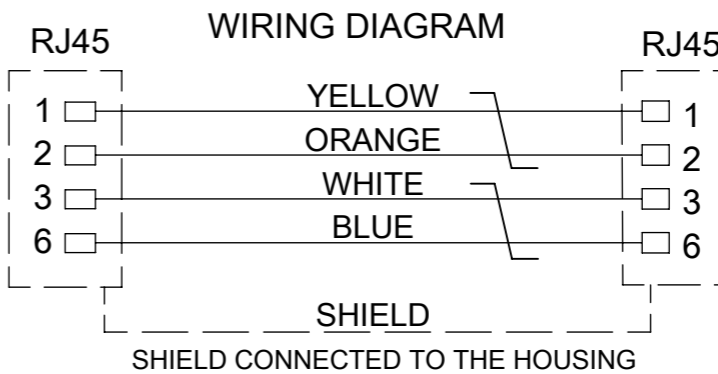 WIRING DIAGRAM
RJ45 RJ45
1 YELLOW 1
2 ORANGE 2
3 WHITE 3
6 BLUE 6
SHIELD
SHIELD CONNECTED TO THE HOUSING